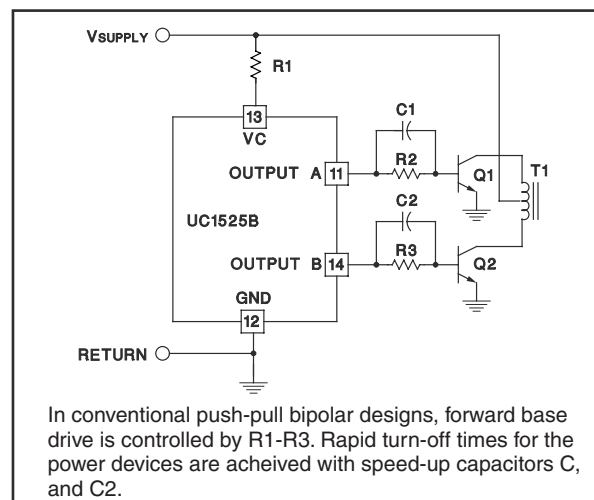 VSUPPLY
R1
13
VC
C1
OUTPUT A
11
R2
Q1
T1
UC1525B
C2
R3
OUTPUT B
14
Q2
GND
12
RETURN
In conventional push-pull bipolar designs, forward base
drive is controlled by R1-R3. Rapid turn-off times for the
power devices are acheived with speed-up capacitors C,
and C2.